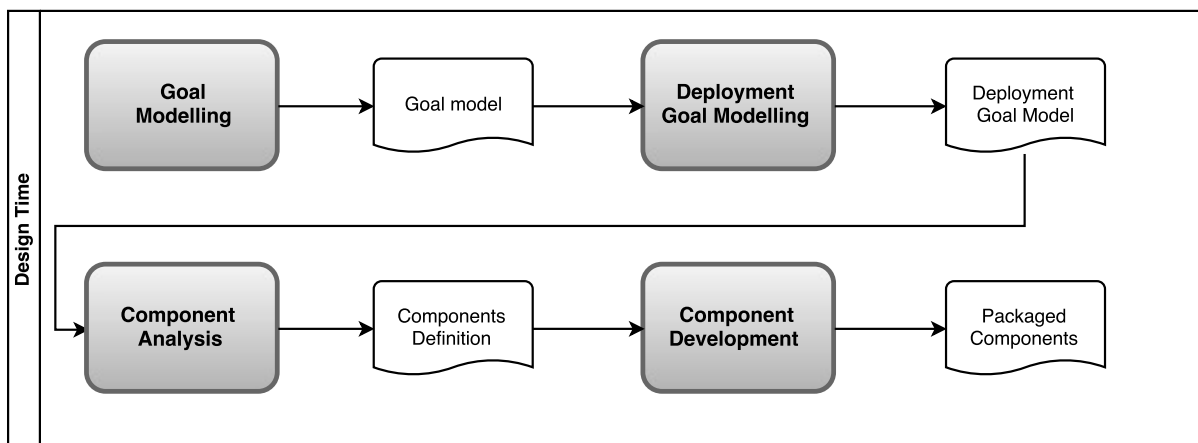 Design Time
Goal
Modelling
Goal model
Deployment
Goal Modelling
Deployment
Goal Model
Component
Analysis
Components
Definition
Component
Development
Packaged
Components